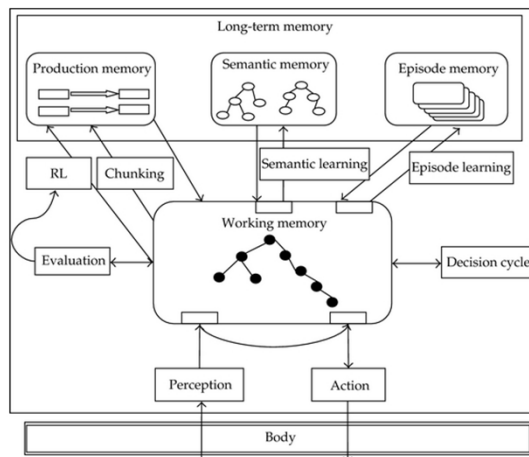 Long-term memory
Production memory
Semantic memory
Episode memory
RL
Chunking
Semantic learning
Episode learning
Working memory
Evaluation
Decision cycle
Perception
Action
Body